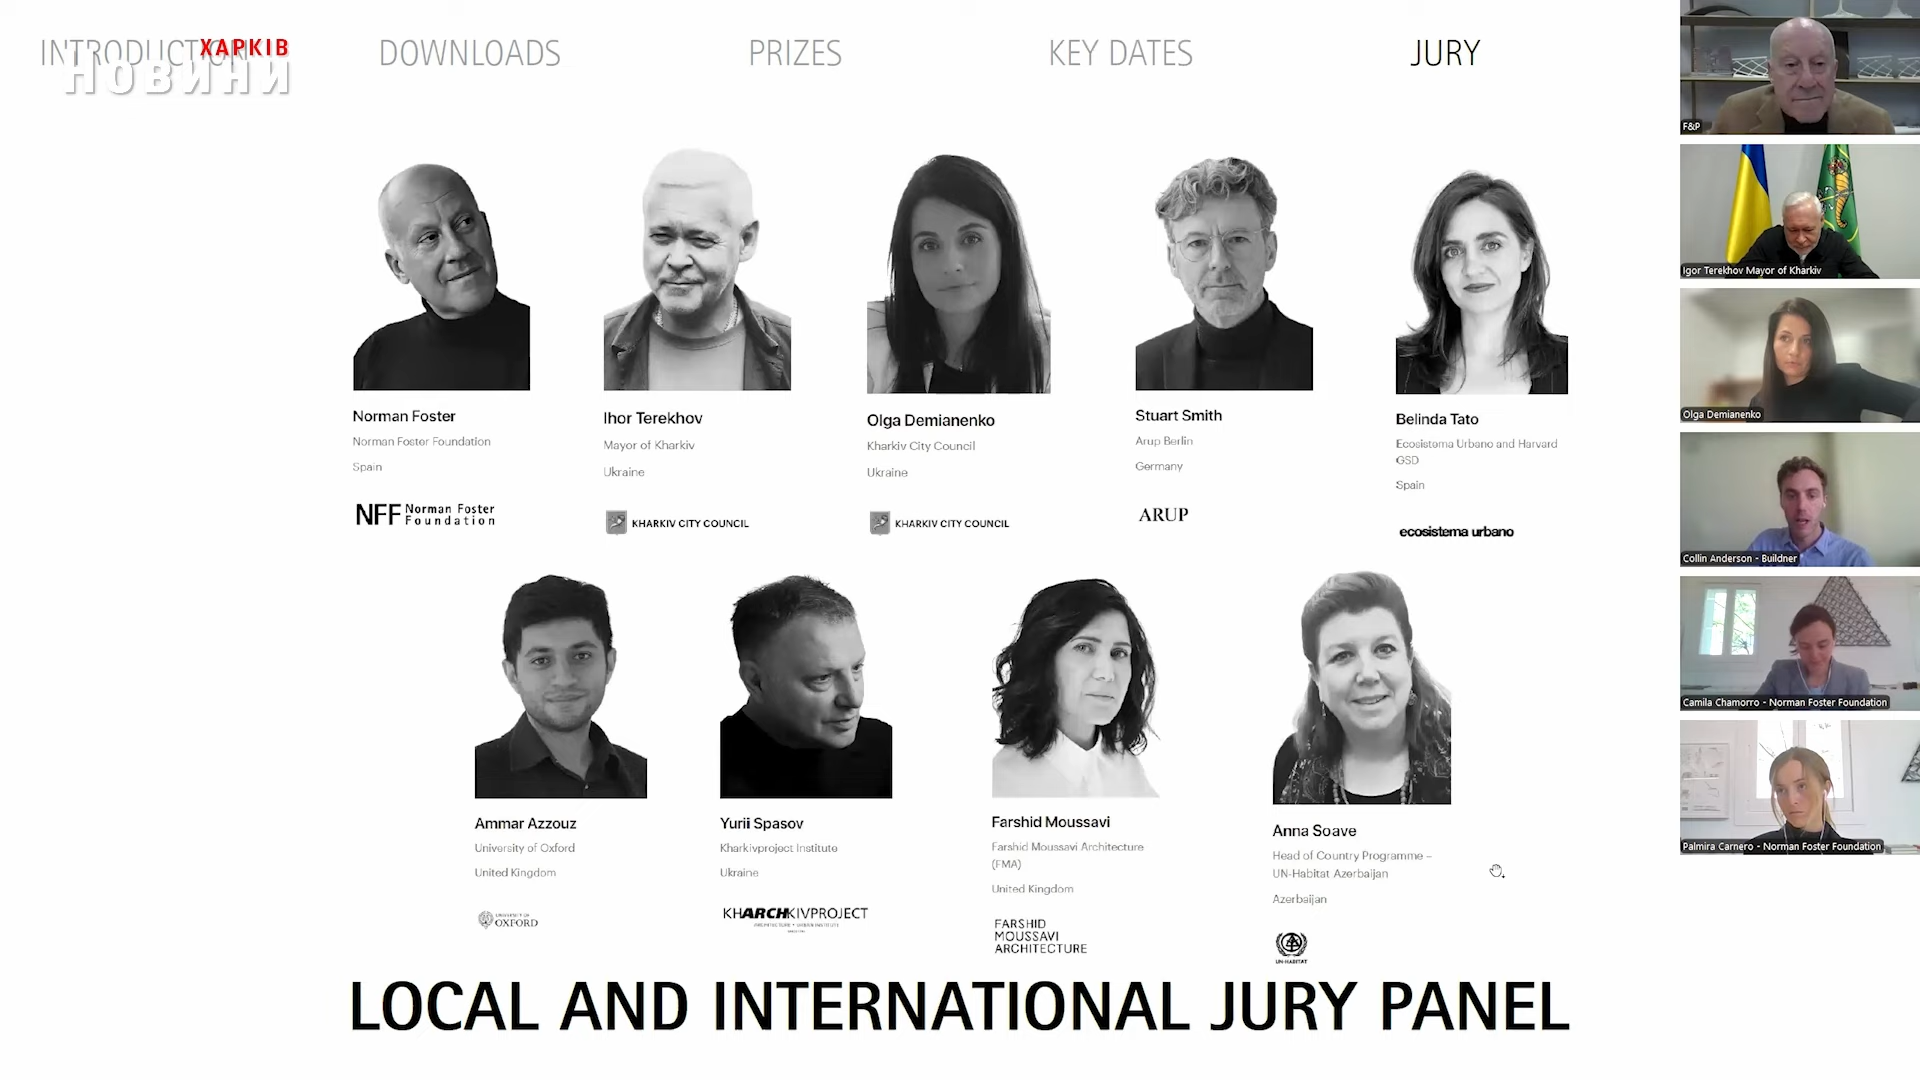 INTRODUCTION
DOWNLOADS
PRIZES
KEY DATES
JURY
ХАРКІВ
Новини
Norman Foster
Norman Foster Foundation
Spain
NFF Norman Foster
Foundation
Ihor Terekhov
Mayor of Kharkiv
Ukraine
KHARKIV CITY COUNCIL
Olga Demianenko
Kharkiv City Council
Ukraine
KHARKIV CITY COUNCIL
Stuart Smith
Arup Berlin
Germany
ARUP
Belinda Tato
Ecosistema Urbano and Harvard
GSD
Spain
ecosistema urbano
Ammar Azzouz
University of Oxford
United Kingdom
UNIVERSITY OF
OXFORD
Yurii Spasov
Kharkivproject Institute
Ukraine
KHARCHKIVPROJECT
Farshid Moussavi
Farshid Moussavi Architecture
(FMA)
United Kingdom
FARSHID
MOUSSAVI
ARCHITECTURE
Anna Soave
Head of Country Programme –
UN-Habitat Azerbaijan
Azerbaijan
UN-HABITAT
LOCAL AND INTERNATIONAL JURY PANEL
F&P
Igor Terekhov Mayor of Kharkiv
Olga Demianenko
Collin Anderson - Buildner
Camila Chamorro - Norman Foster Foundation
Palmira Carnero - Norman Foster Foundation